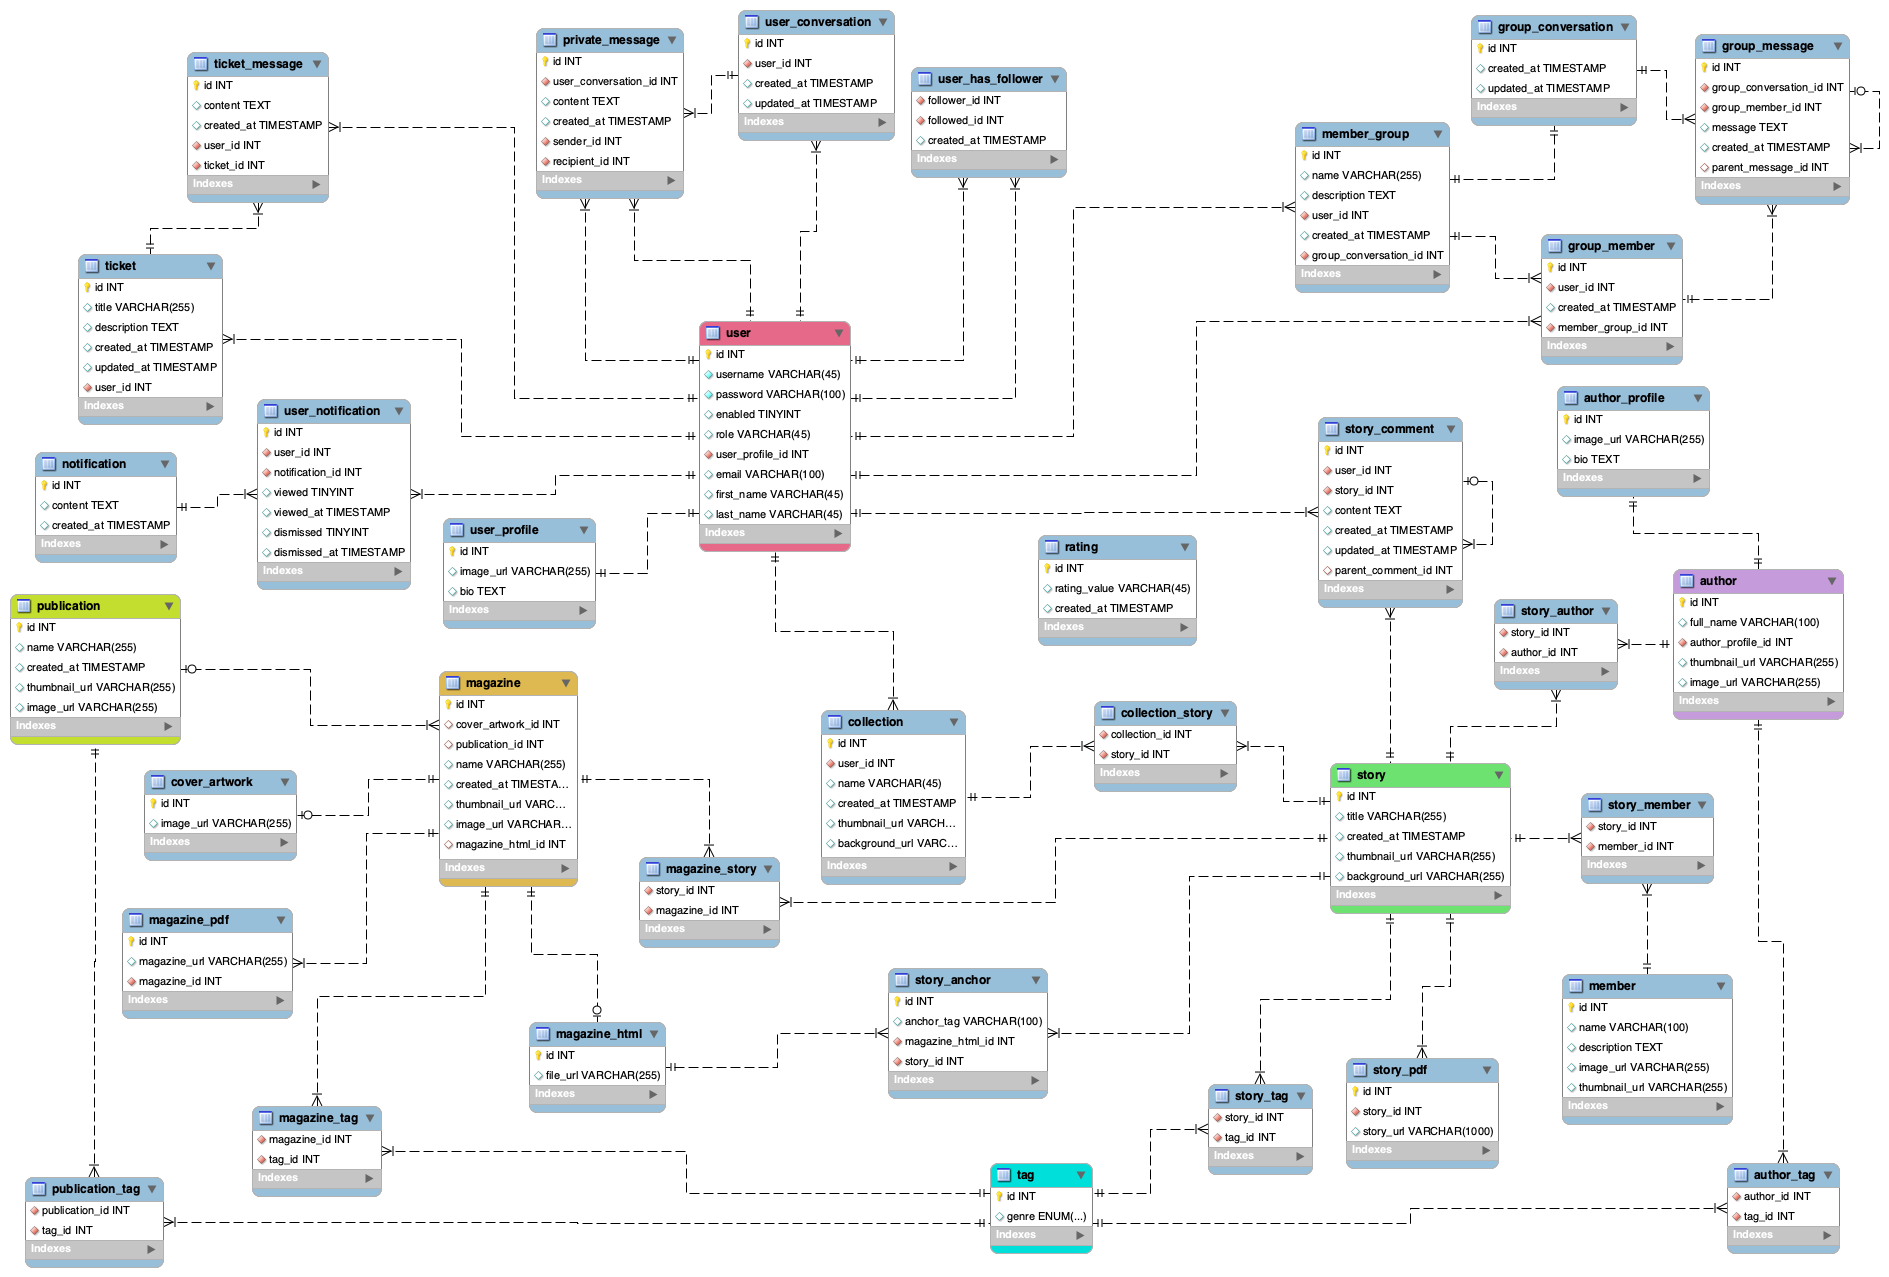 ticket_message
id INT
content TEXT
created_at TIMESTAMP
user_id INT
ticket_id INT
Indexes
private_message
id INT
user_conversation_id INT
content TEXT
created_at TIMESTAMP
sender_id INT
recipient_id INT
Indexes
user_conversation
id INT
user_id INT
created_at TIMESTAMP
updated_at TIMESTAMP
Indexes
user_has_follower
follower_id INT
followed_id INT
created_at TIMESTAMP
Indexes
member_group
id INT
name VARCHAR(255)
description TEXT
user_id INT
created_at TIMESTAMP
group_conversation_id INT
Indexes
group_conversation
id INT
created_at TIMESTAMP
updated_at TIMESTAMP
Indexes
group_message
id INT
group_conversation_id INT
group_member_id INT
message TEXT
created_at TIMESTAMP
parent_message_id INT
Indexes
group_member
id INT
user_id INT
created_at TIMESTAMP
member_group_id INT
Indexes
ticket
id INT
title VARCHAR(255)
description TEXT
created_at TIMESTAMP
updated_at TIMESTAMP
user_id INT
Indexes
user_notification
id INT
user_id INT
notification_id INT
viewed TINYINT
viewed_at TIMESTAMP
dismissed TINYINT
dismissed_at TIMESTAMP
Indexes
notification
id INT
content TEXT
created_at TIMESTAMP
Indexes
user
id INT
username VARCHAR(45)
password VARCHAR(100)
enabled TINYINT
role VARCHAR(45)
user_profile_id INT
email VARCHAR(100)
first_name VARCHAR(45)
last_name VARCHAR(45)
Indexes
user_profile
id INT
image_url VARCHAR(255)
bio TEXT
Indexes
rating
id INT
rating_value VARCHAR(45)
created_at TIMESTAMP
Indexes
story_comment
id INT
user_id INT
story_id INT
content TEXT
created_at TIMESTAMP
updated_at TIMESTAMP
parent_comment_id INT
Indexes
author_profile
id INT
image_url VARCHAR(255)
bio TEXT
Indexes
story_author
story_id INT
author_id INT
Indexes
author
id INT
full_name VARCHAR(100)
author_profile_id INT
thumbnail_url VARCHAR(255)
image_url VARCHAR(255)
Indexes
publication
id INT
name VARCHAR(255)
created_at TIMESTAMP
thumbnail_url VARCHAR(255)
image_url VARCHAR(255)
Indexes
magazine
id INT
cover_artwork_id INT
publication_id INT
name VARCHAR(255)
created_at TIMESTA...
thumbnail_url VARC...
image_url VARCHAR...
magazine_html_id INT
Indexes
cover_artwork
id INT
image_url VARCHAR(255)
Indexes
collection
id INT
user_id INT
name VARCHAR(45)
created_at TIMESTAMP
thumbnail_url VARCH...
background_url VARC...
Indexes
collection_story
collection_id INT
story_id INT
Indexes
story
id INT
title VARCHAR(255)
created_at TIMESTAMP
thumbnail_url VARCHAR(255)
background_url VARCHAR(255)
Indexes
story_member
story_id INT
member_id INT
Indexes
magazine_story
story_id INT
magazine_id INT
Indexes
magazine_pdf
id INT
magazine_url VARCHAR(255)
magazine_id INT
Indexes
magazine_html
id INT
file_url VARCHAR(255)
Indexes
story_anchor
id INT
anchor_tag VARCHAR(100)
magazine_html_id INT
story_id INT
Indexes
member
id INT
name VARCHAR(100)
description TEXT
image_url VARCHAR(255)
thumbnail_url VARCHAR(255)
Indexes
story_pdf
id INT
story_id INT
story_url VARCHAR(1000)
Indexes
story_tag
story_id INT
tag_id INT
Indexes
magazine_tag
magazine_id INT
tag_id INT
Indexes
publication_tag
publication_id INT
tag_id INT
Indexes
tag
id INT
genre ENUM(...)
Indexes
author_tag
author_id INT
tag_id INT
Indexes